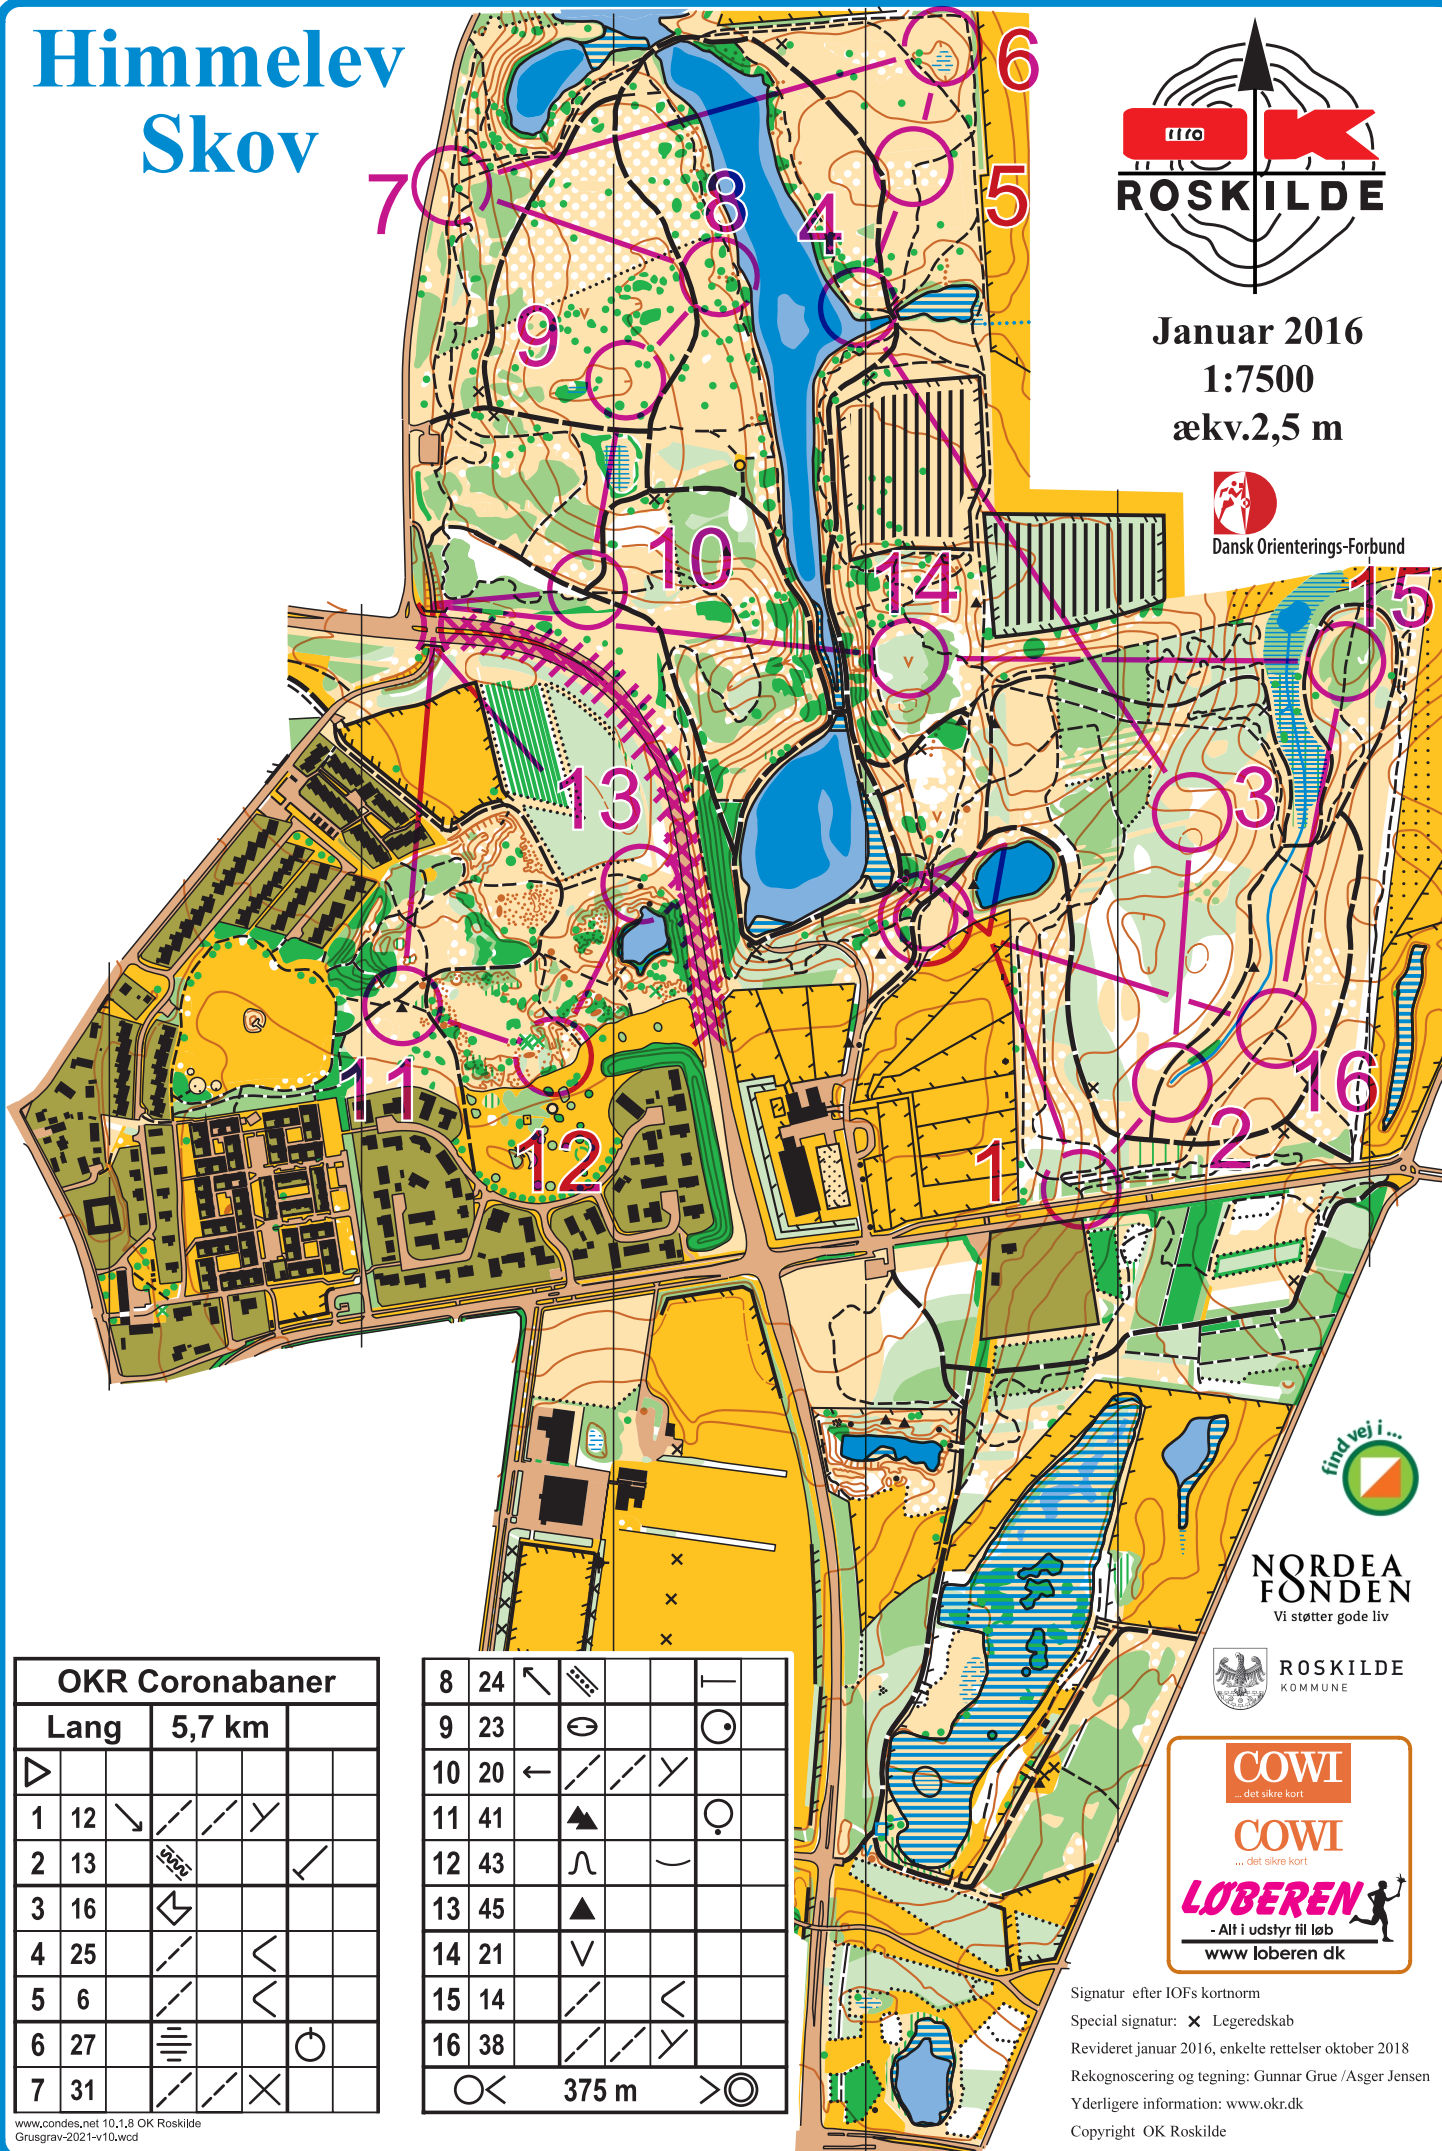 Himmelev
Skov
OK
ROSKILDE
Januar 2016
1:7500
ækv.2,5 m
Dansk Orienterings-Forbund
6
5
7
8
4
9
10
14
15
13
3
11
12
1
2
16
find vej i ...
NORDEA
FONDEN
Vi støtter gode liv
ROSKILDE
KOMMUNE
COWI
... det sikre kort
COWI
... det sikre kort
LØBEREN
- Alt i udstyr til løb
www loberen dk
Signatur efter IOFs kortnorm
Special signatur: × Legeredskab
Revideret januar 2016, enkelte rettelser oktober 2018
Rekognoscering og tegning: Gunnar Grue /Asger Jensen
Yderligere information: www.okr.dk
Copyright OK Roskilde
OKR Coronabaner
Lang 5,7 km
1 12
2 13
3 16
4 25
5 6
6 27
7 31
8 24
9 23
10 20
11 41
12 43
13 45
14 21
15 14
16 38
375 m
www.condes.net 10.1.8 OK Roskilde
Grusgrav-2021-v10.wcd